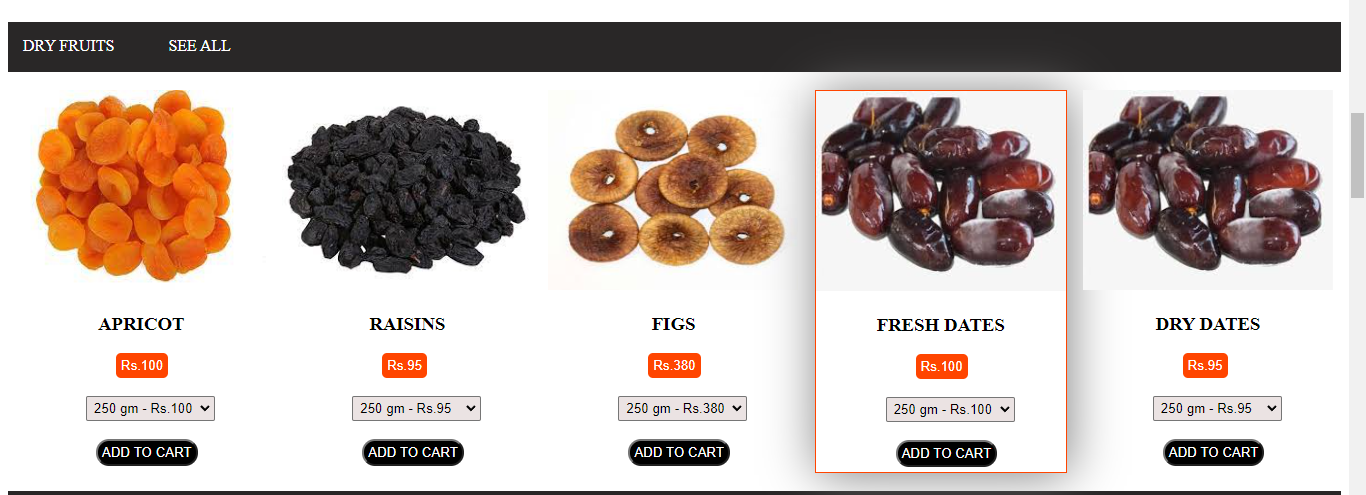 DRY FRUITS SEE ALL
APRICOT RAISINS FIGS FRESH DATES DRY DATES
Rs.100 Rs.95 Rs.380 Rs.100 Rs.95
250 gm - Rs.100 250 gm - Rs.95 250 gm - Rs.380 250 gm - Rs.100 250 gm - Rs.95
ADD TO CART ADD TO CART ADD TO CART ADD TO CART ADD TO CART